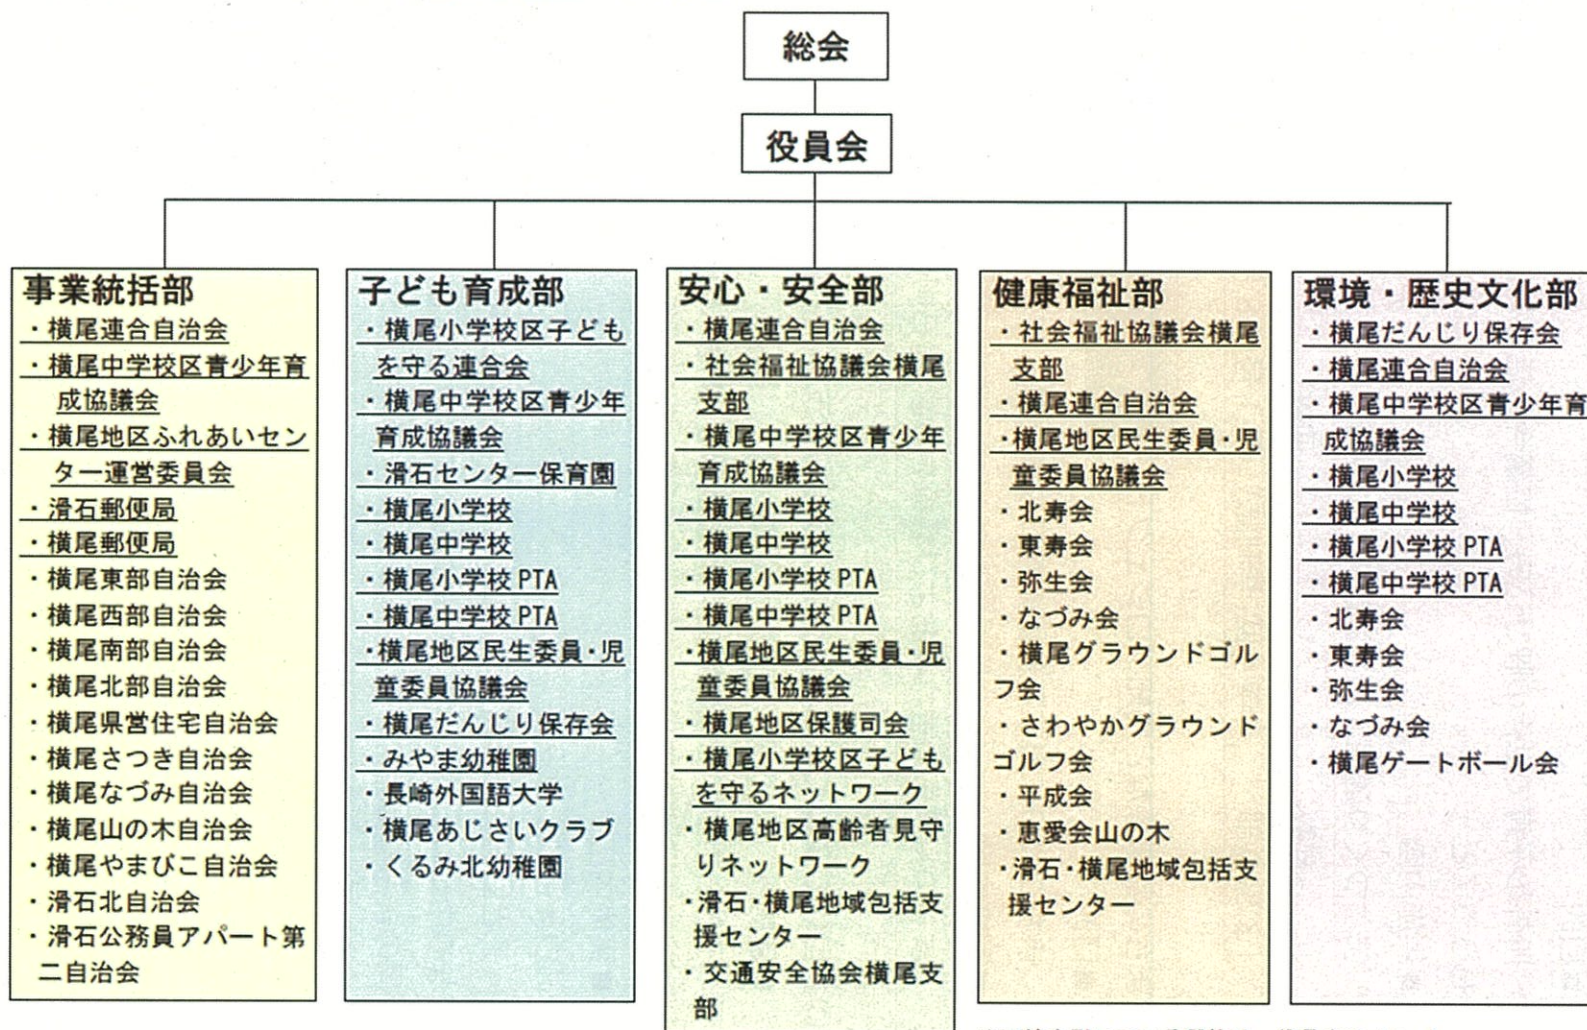 総会
役員会
事業統括部
・横尾連合自治会
・横尾中学校区青少年育
成協議会
・横尾地区ふれあいセン
ター運営委員会
・滑石郵便局
・横尾郵便局
・横尾東部自治会
・横尾西部自治会
・横尾南部自治会
・横尾北部自治会
・横尾県営住宅自治会
・横尾さつき自治会
・横尾なづみ自治会
・横尾山の木自治会
・横尾やまびこ自治会
・滑石北自治会
・滑石公務員アパート第
二自治会
子ども育成部
・横尾小学校区子ども
を守る連合会
・横尾中学校区青少年
育成協議会
・滑石センター保育園
・横尾小学校
・横尾中学校
・横尾小学校 PTA
・横尾中学校 PTA
・横尾地区民生委員・児
童委員協議会
・横尾だんじり保存会
・みやま幼稚園
・長崎外国語大学
・横尾あじさいクラブ
・くるみ北幼稚園
安心・安全部
・横尾連合自治会
・社会福祉協議会横尾
支部
・横尾中学校区青少年
育成協議会
・横尾小学校
・横尾中学校
・横尾小学校 PTA
・横尾中学校 PTA
・横尾地区民生委員・児
童委員協議会
・横尾地区保護司会
・横尾小学校区子ども
を守るネットワーク
・横尾地区高齢者見守
りネットワーク
・滑石・横尾地域包括支
援センター
・交通安全協会横尾支
部
健康福祉部
・社会福祉協議会横尾
支部
・横尾連合自治会
・横尾地区民生委員・児
童委員協議会
・北寿会
・東寿会
・弥生会
・なづみ会
・横尾グラウンドゴル
フ会
・さわやかグラウンド
ゴルフ会
・平成会
・恵愛会山の木
・滑石・横尾地域包括支
援センター
環境・歴史文化部
・横尾だんじり保存会
・横尾連合自治会
・横尾中学校区青少年育
成協議会
・横尾小学校
・横尾中学校
・横尾小学校 PTA
・横尾中学校 PTA
・北寿会
・東寿会
・弥生会
・なづみ会
・横尾ゲートボール会